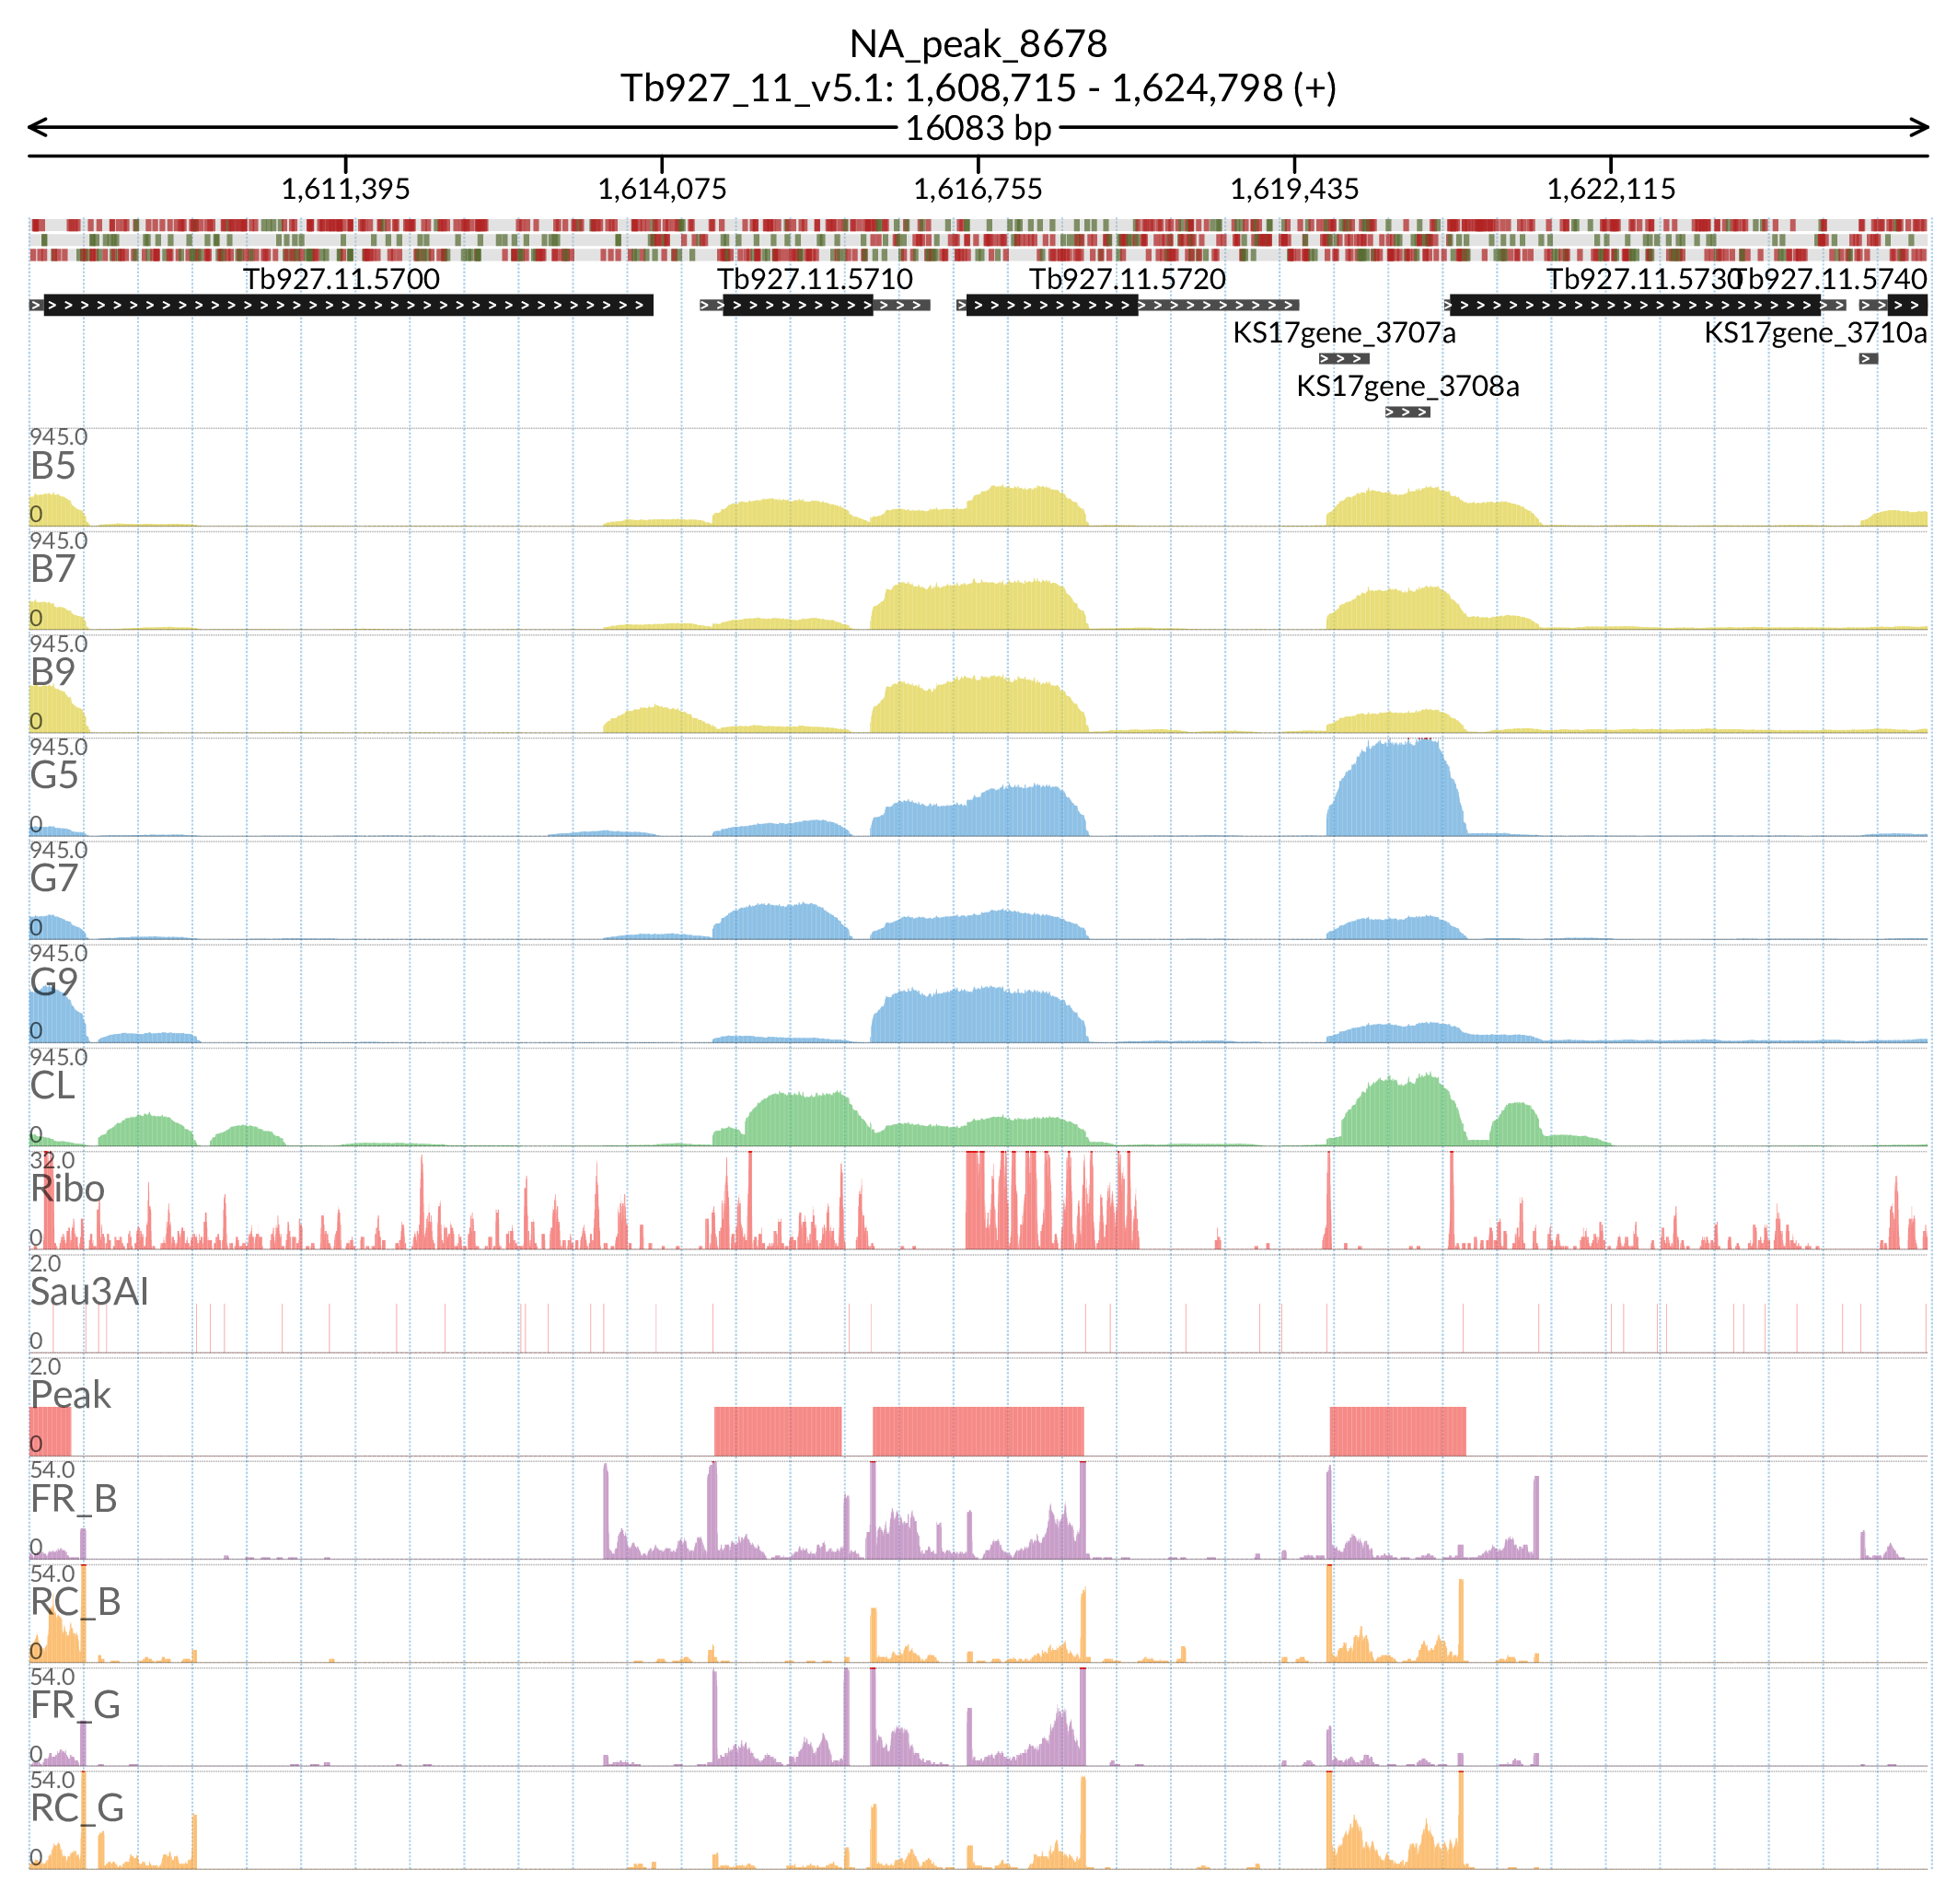 NA_peak_8678
Tb927_11_v5.1: 1,608,715 - 1,624,798 (+)
16083 bp
1,611,395 1,614,075 1,616,755 1,619,435 1,622,115
Tb927.11.5700 Tb927.11.5710 Tb927.11.5720 Tb927.11.5730 Tb927.11.5740
KS17gene_3707a KS17gene_3710a
KS17gene_3708a
945.0
B5
0
945.0
B7
0
945.0
B9
0
945.0
G5
0
945.0
G7
0
945.0
G9
0
945.0
CL
0
32.0
Ribo
0
2.0
Sau3AI
0
2.0
Peak
0
54.0
FR_B
0
54.0
RC_B
0
54.0
FR_G
0
54.0
RC_G
0